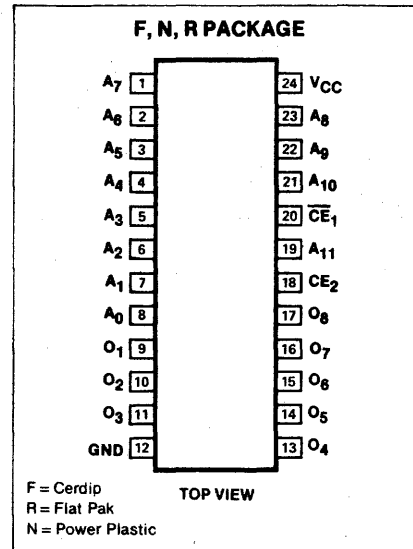 F, N, R PACKAGE
A7 1 24 VCC
A6 2 23 A8
A5 3 22 A9
A4 4 21 A10
A3 5 20 C̅E̅1
A2 6 19 A11
A1 7 18 CE2
A0 8 17 O8
O1 9 16 O7
O2 10 15 O6
O3 11 14 O5
GND 12 13 O4
F = Cerdip
R = Flat Pak
N = Power Plastic
TOP VIEW